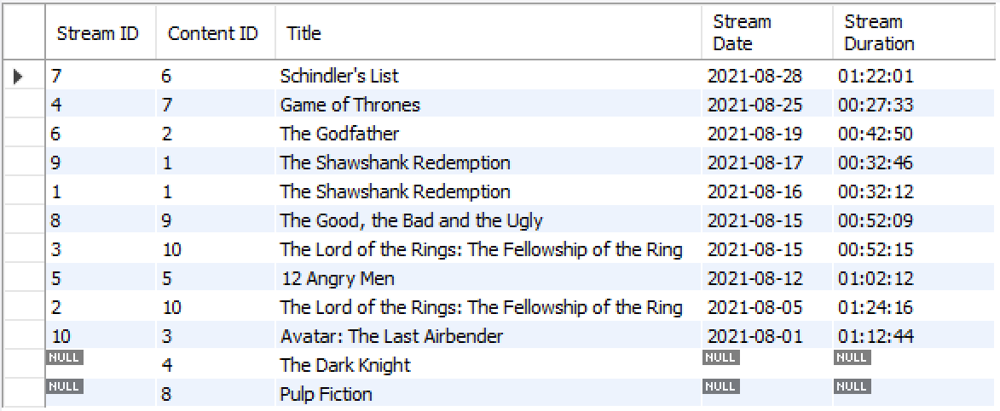 Stream ID Content ID Title Stream Date Stream Duration
7 6 Schindler's List 2021-08-28 01:22:01
4 7 Game of Thrones 2021-08-25 00:27:33
6 2 The Godfather 2021-08-19 00:42:50
9 1 The Shawshank Redemption 2021-08-17 00:32:46
1 1 The Shawshank Redemption 2021-08-16 00:32:12
8 9 The Good, the Bad and the Ugly 2021-08-15 00:52:09
3 10 The Lord of the Rings: The Fellowship of the Ring 2021-08-15 00:52:15
5 5 12 Angry Men 2021-08-12 01:02:12
2 10 The Lord of the Rings: The Fellowship of the Ring 2021-08-05 01:24:16
10 3 Avatar: The Last Airbender 2021-08-01 01:12:44
NULL 4 The Dark Knight NULL NULL
NULL 8 Pulp Fiction NULL NULL